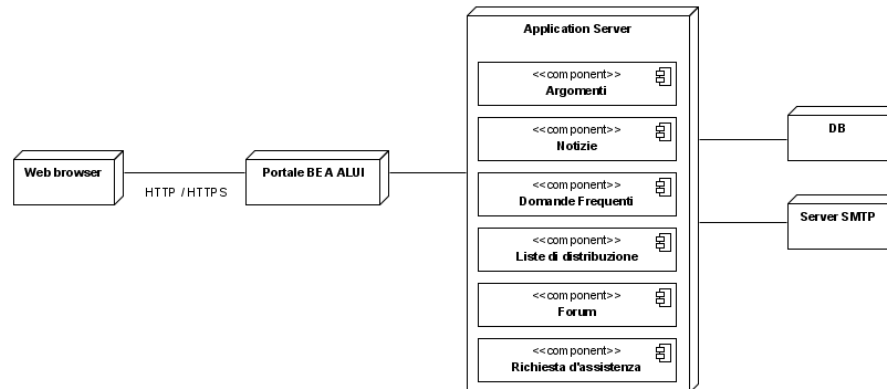 Application Server
<<component>>
Argomenti
<<component>>
Notizie
<<component>>
Domande Frequenti
<<component>>
Liste di distribuzione
<<component>>
Forum
<<component>>
Richiesta d'assistenza
Web browser
HTTP / HTTPS
Portale BEA ALUI
DB
Server SMTP